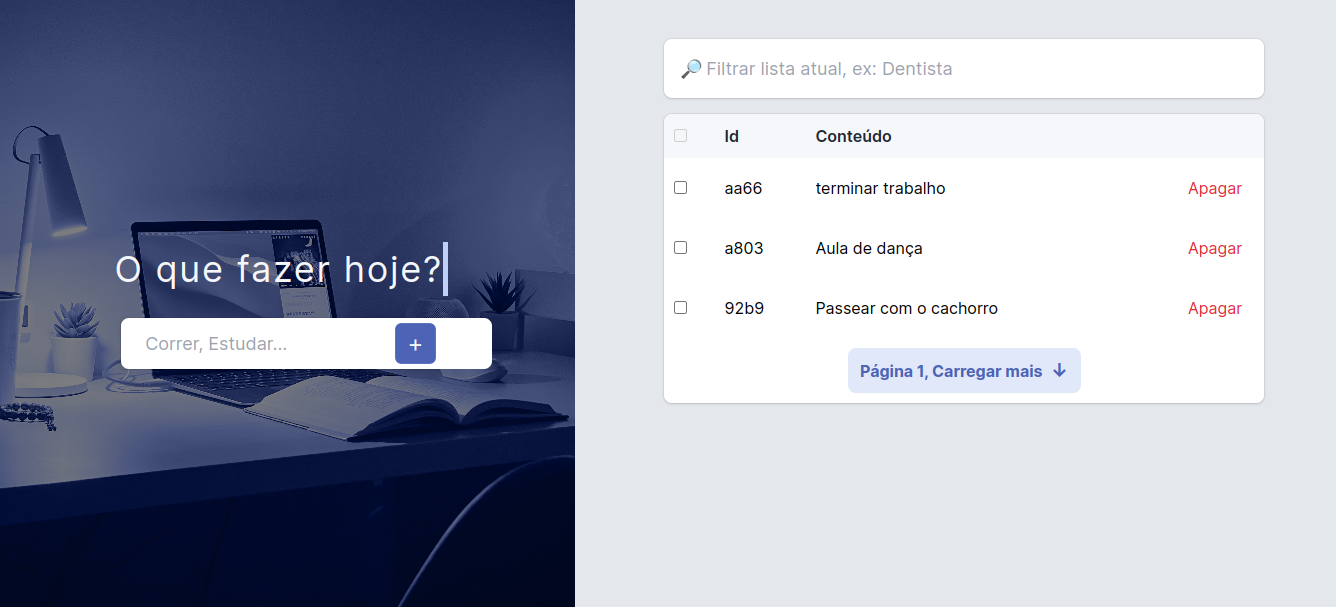 O que fazer hoje?
Correr, Estudar...
+
🔎 Filtrar lista atual, ex: Dentista
Id Conteúdo
aa66 terminar trabalho Apagar
a803 Aula de dança Apagar
92b9 Passear com o cachorro Apagar
Página 1, Carregar mais ↓